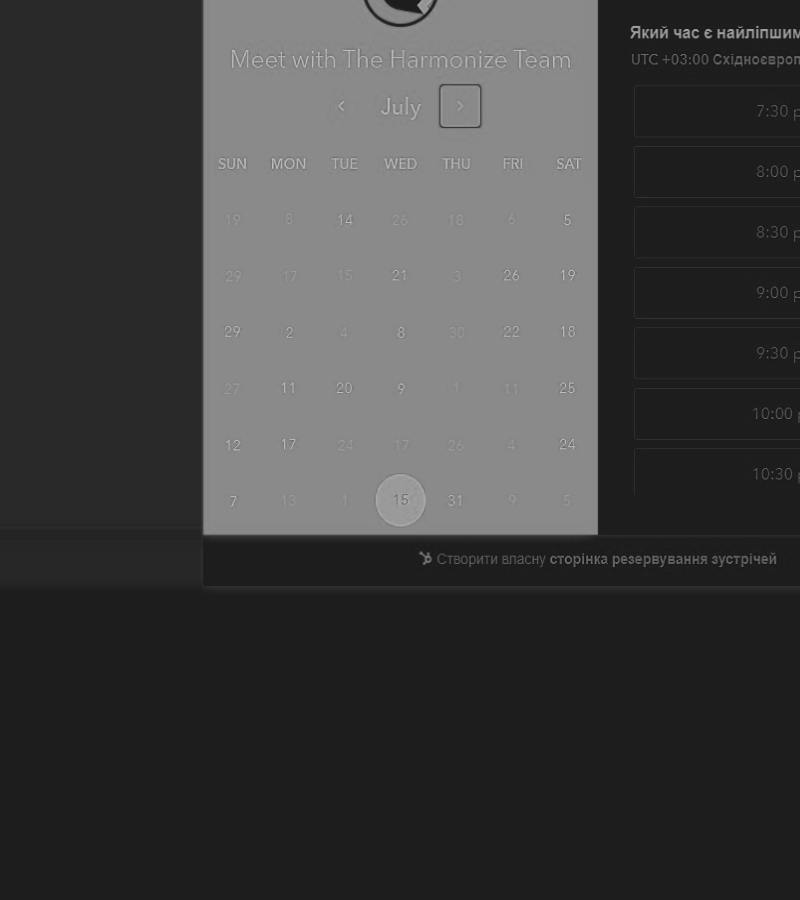 Meet with The Harmonize Team
July
SUN MON TUE WED THU FRI SAT
19 8 14 26 18 6 5
29 17 15 21 3 26 19
29 2 4 8 30 22 18
27 11 20 9 1 11 25
12 17 24 17 26 4 24
7 13 1 15 31 9 5
Який час є найліпшим
UTC +03:00 Східноєвроп
7:30 p
8:00 p
8:30 p
9:00 p
9:30 p
10:00 p
10:30 p
Створити власну сторінка резервування зустрічей